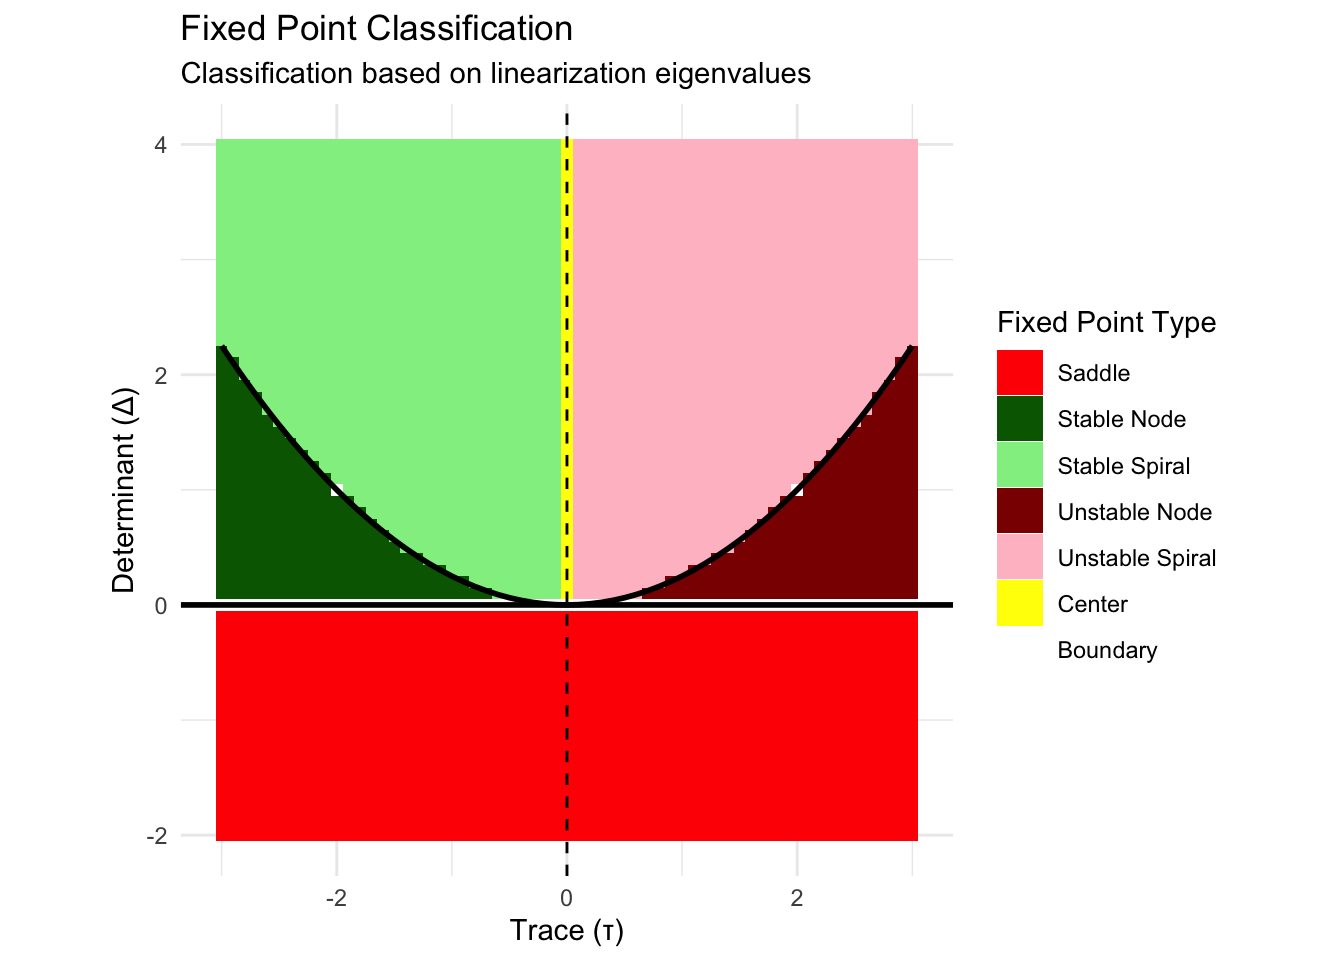 Fixed Point Classification
Classification based on linearization eigenvalues
4
2
0
-2
Determinant (Δ)
-2
0
2
Trace (τ)
Fixed Point Type
Saddle
Stable Node
Stable Spiral
Unstable Node
Unstable Spiral
Center
Boundary